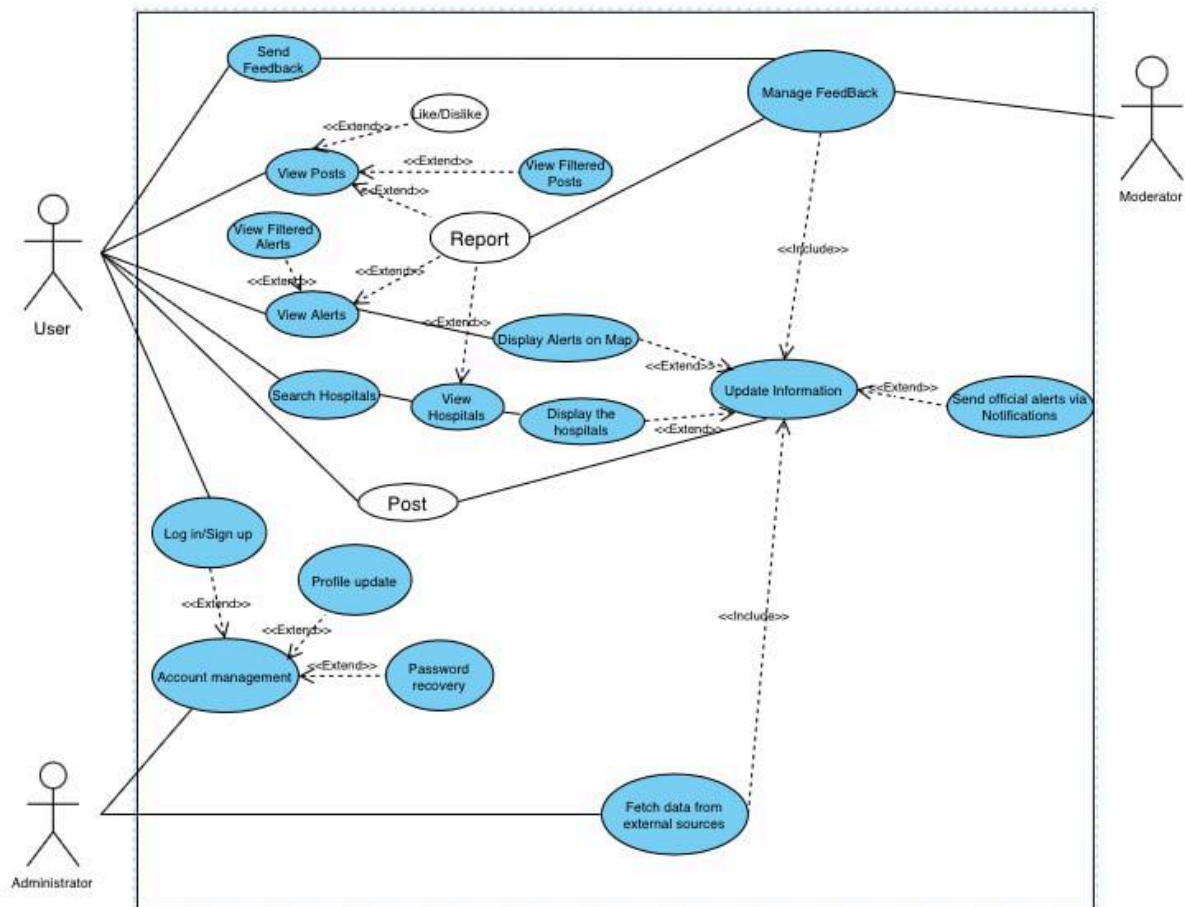 Send
Feedback
Manage FeedBack
Like/Dislike
<<Extend>>
View Posts
<<Extend>>
View Filtered
Posts
<<Extend>>
Moderator
View Filtered
Alerts
Report
User
<<Include>>
<<Extend>>
<<Extend>>
View Alerts
<<Extend>>
Display Alerts on Map
<<Extend>>
Search Hospitals
View
Hospitals
Display the
hospitals
<<Extend>>
Update Information
<<Extend>>
Send official alerts via
Notifications
Post
Log in/Sign up
Profile update
<<Extend>>
<<Extend>>
<<Include>>
Account management
<<Extend>>
Password
recovery
Fetch data from
external sources
Administrator